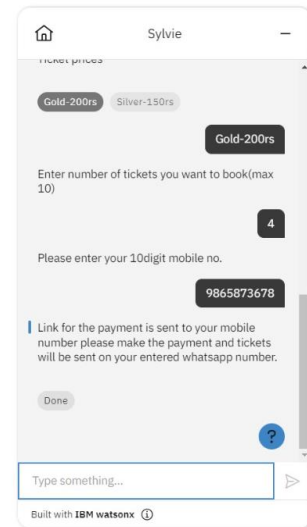 Sylvie
Ticket prices
Gold-200rs Silver-150rs
Gold-200rs
Enter number of tickets you want to book(max
10)
4
Please enter your 10digit mobile no.
9865873678
Link for the payment is sent to your mobile
number please make the payment and tickets
will be sent on your entered whatsapp number.
Done
?
Type something...
Built with IBM watsonx